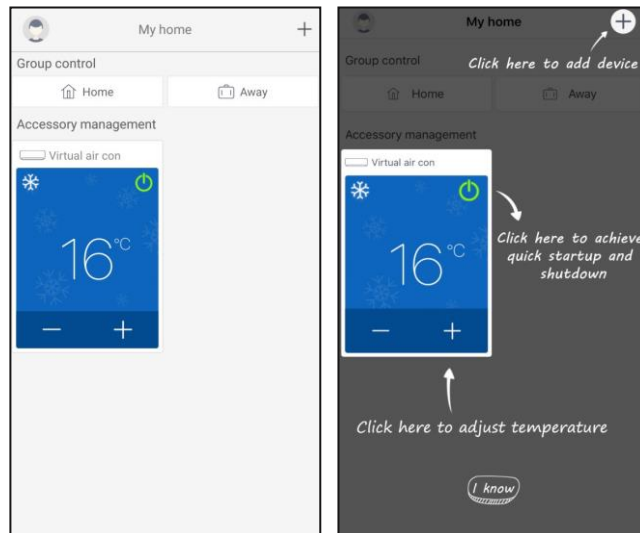 My home +
Group control
Home Away
Accessory management
Virtual air con
16°C
− +
My home +
Click here to add device
Group control
Home Away
Accessory management
Virtual air con
16°C
− +
Click here to achieve
quick startup and
shutdown
Click here to adjust temperature
I know